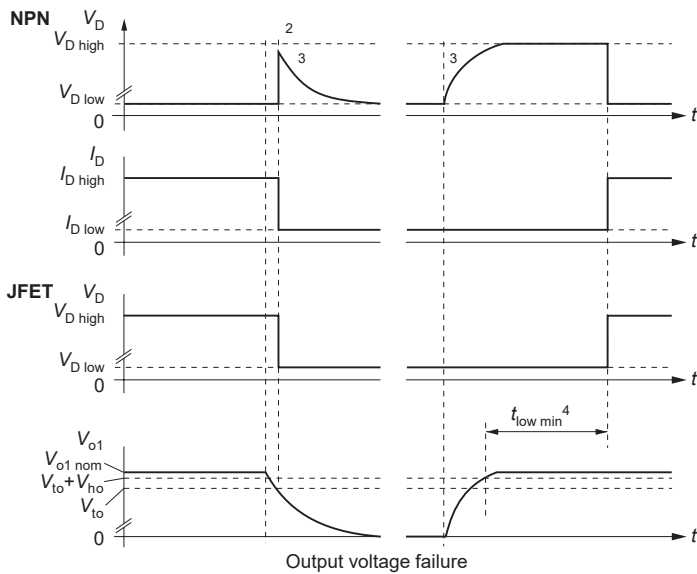 NPN
V_D
V_D high
2
3
3
V_D low
0
t
I_D
I_D high
I_D low
0
t
JFET
V_D
V_D high
V_D low
0
t
t_low min 4
V_o1
V_o1 nom
V_to+V_ho
V_to
0
t
Output voltage failure